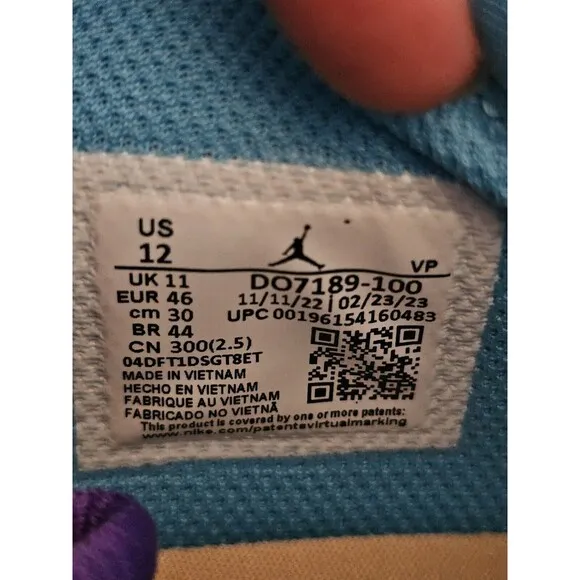 US
12
VP
UK 11
DO7189-100
EUR 46
11/11/22 | 02/23/23
cm 30
UPC 00196154160483
BR 44
CN 300(2.5)
04DFT1DSGT8ET
MADE IN VIETNAM
HECHO EN VIETNAM
FABRIQUE AU VIETNAM
FABRICADO NO VIETNÃ
This product is covered by one or more patents:
www.nike.com/patentsvirtualmarking